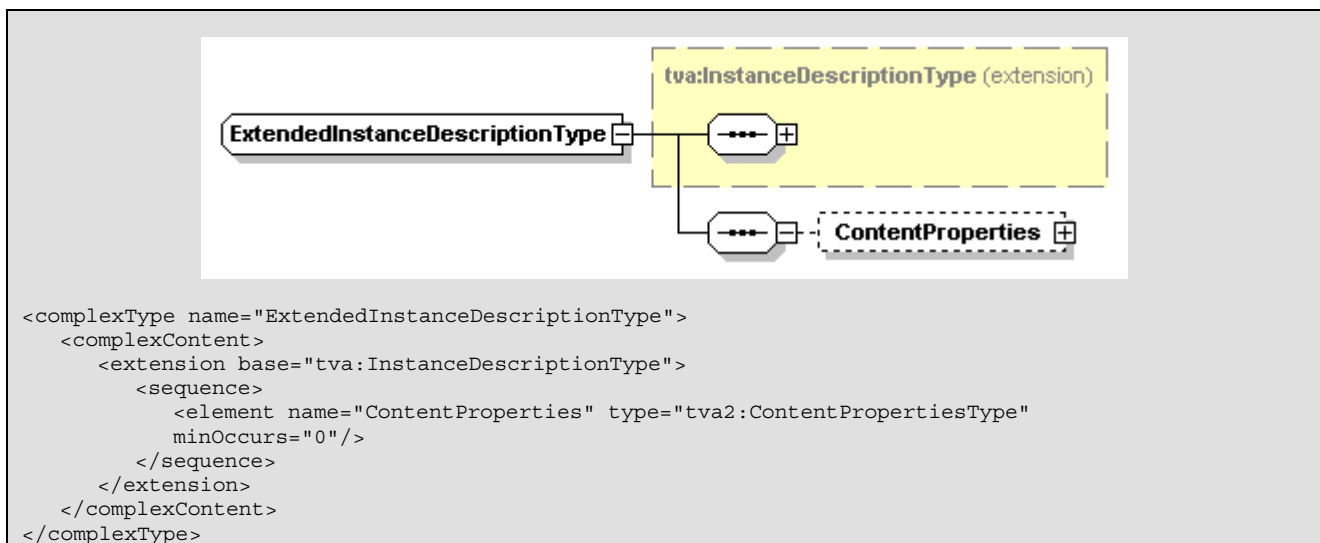 tva:InstanceDescriptionType (extension)
ExtendedInstanceDescriptionType
ContentProperties
<complexType name="ExtendedInstanceDescriptionType">
   <complexContent>
      <extension base="tva:InstanceDescriptionType">
         <sequence>
            <element name="ContentProperties" type="tva2:ContentPropertiesType"
            minOccurs="0"/>
         </sequence>
      </extension>
   </complexContent>
</complexType>